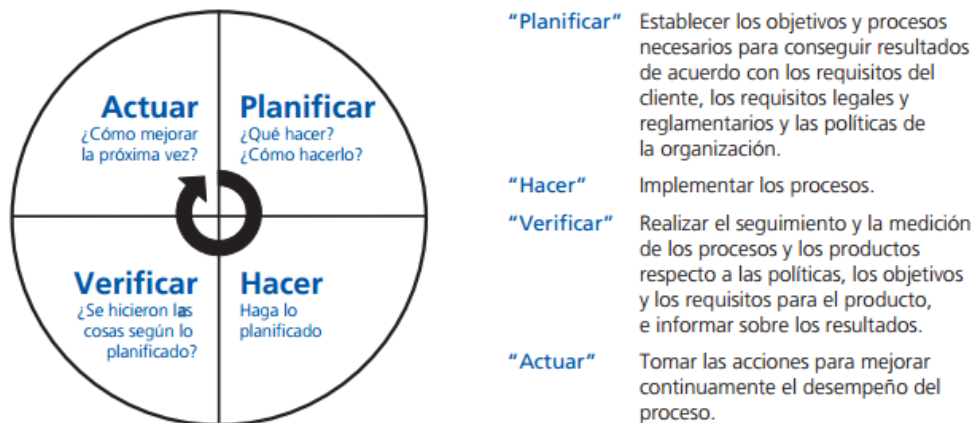 Actuar
¿Cómo mejorar
la próxima vez?
Planificar
¿Qué hacer?
¿Cómo hacerlo?
Verificar
¿Se hicieron las
cosas según lo
planificado?
Hacer
Haga lo
planificado
“Planificar” Establecer los objetivos y procesos
necesarios para conseguir resultados
de acuerdo con los requisitos del
cliente, los requisitos legales y
reglamentarios y las políticas de
la organización.
“Hacer” Implementar los procesos.
“Verificar” Realizar el seguimiento y la medición
de los procesos y los productos
respecto a las políticas, los objetivos
y los requisitos para el producto,
e informar sobre los resultados.
“Actuar” Tomar las acciones para mejorar
continuamente el desempeño del
proceso.